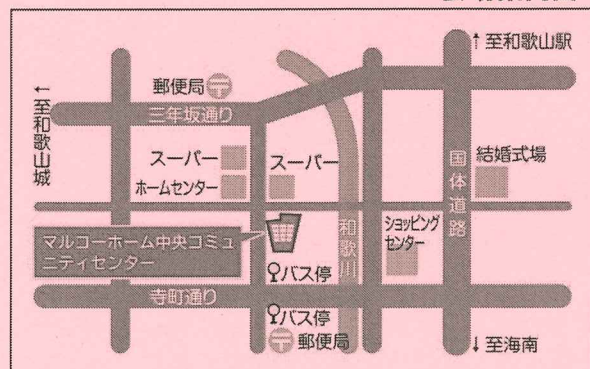 ↑至和歌山駅
郵便局〒
三年坂通り
←至和歌山城
スーパー
スーパー
ホームセンター
国体道路
結婚式場
マルコーホーム中央コミュ
ニティセンター
和歌川
ショッピング
センター
バス停
寺町通り
バス停
〒郵便局
↓至海南